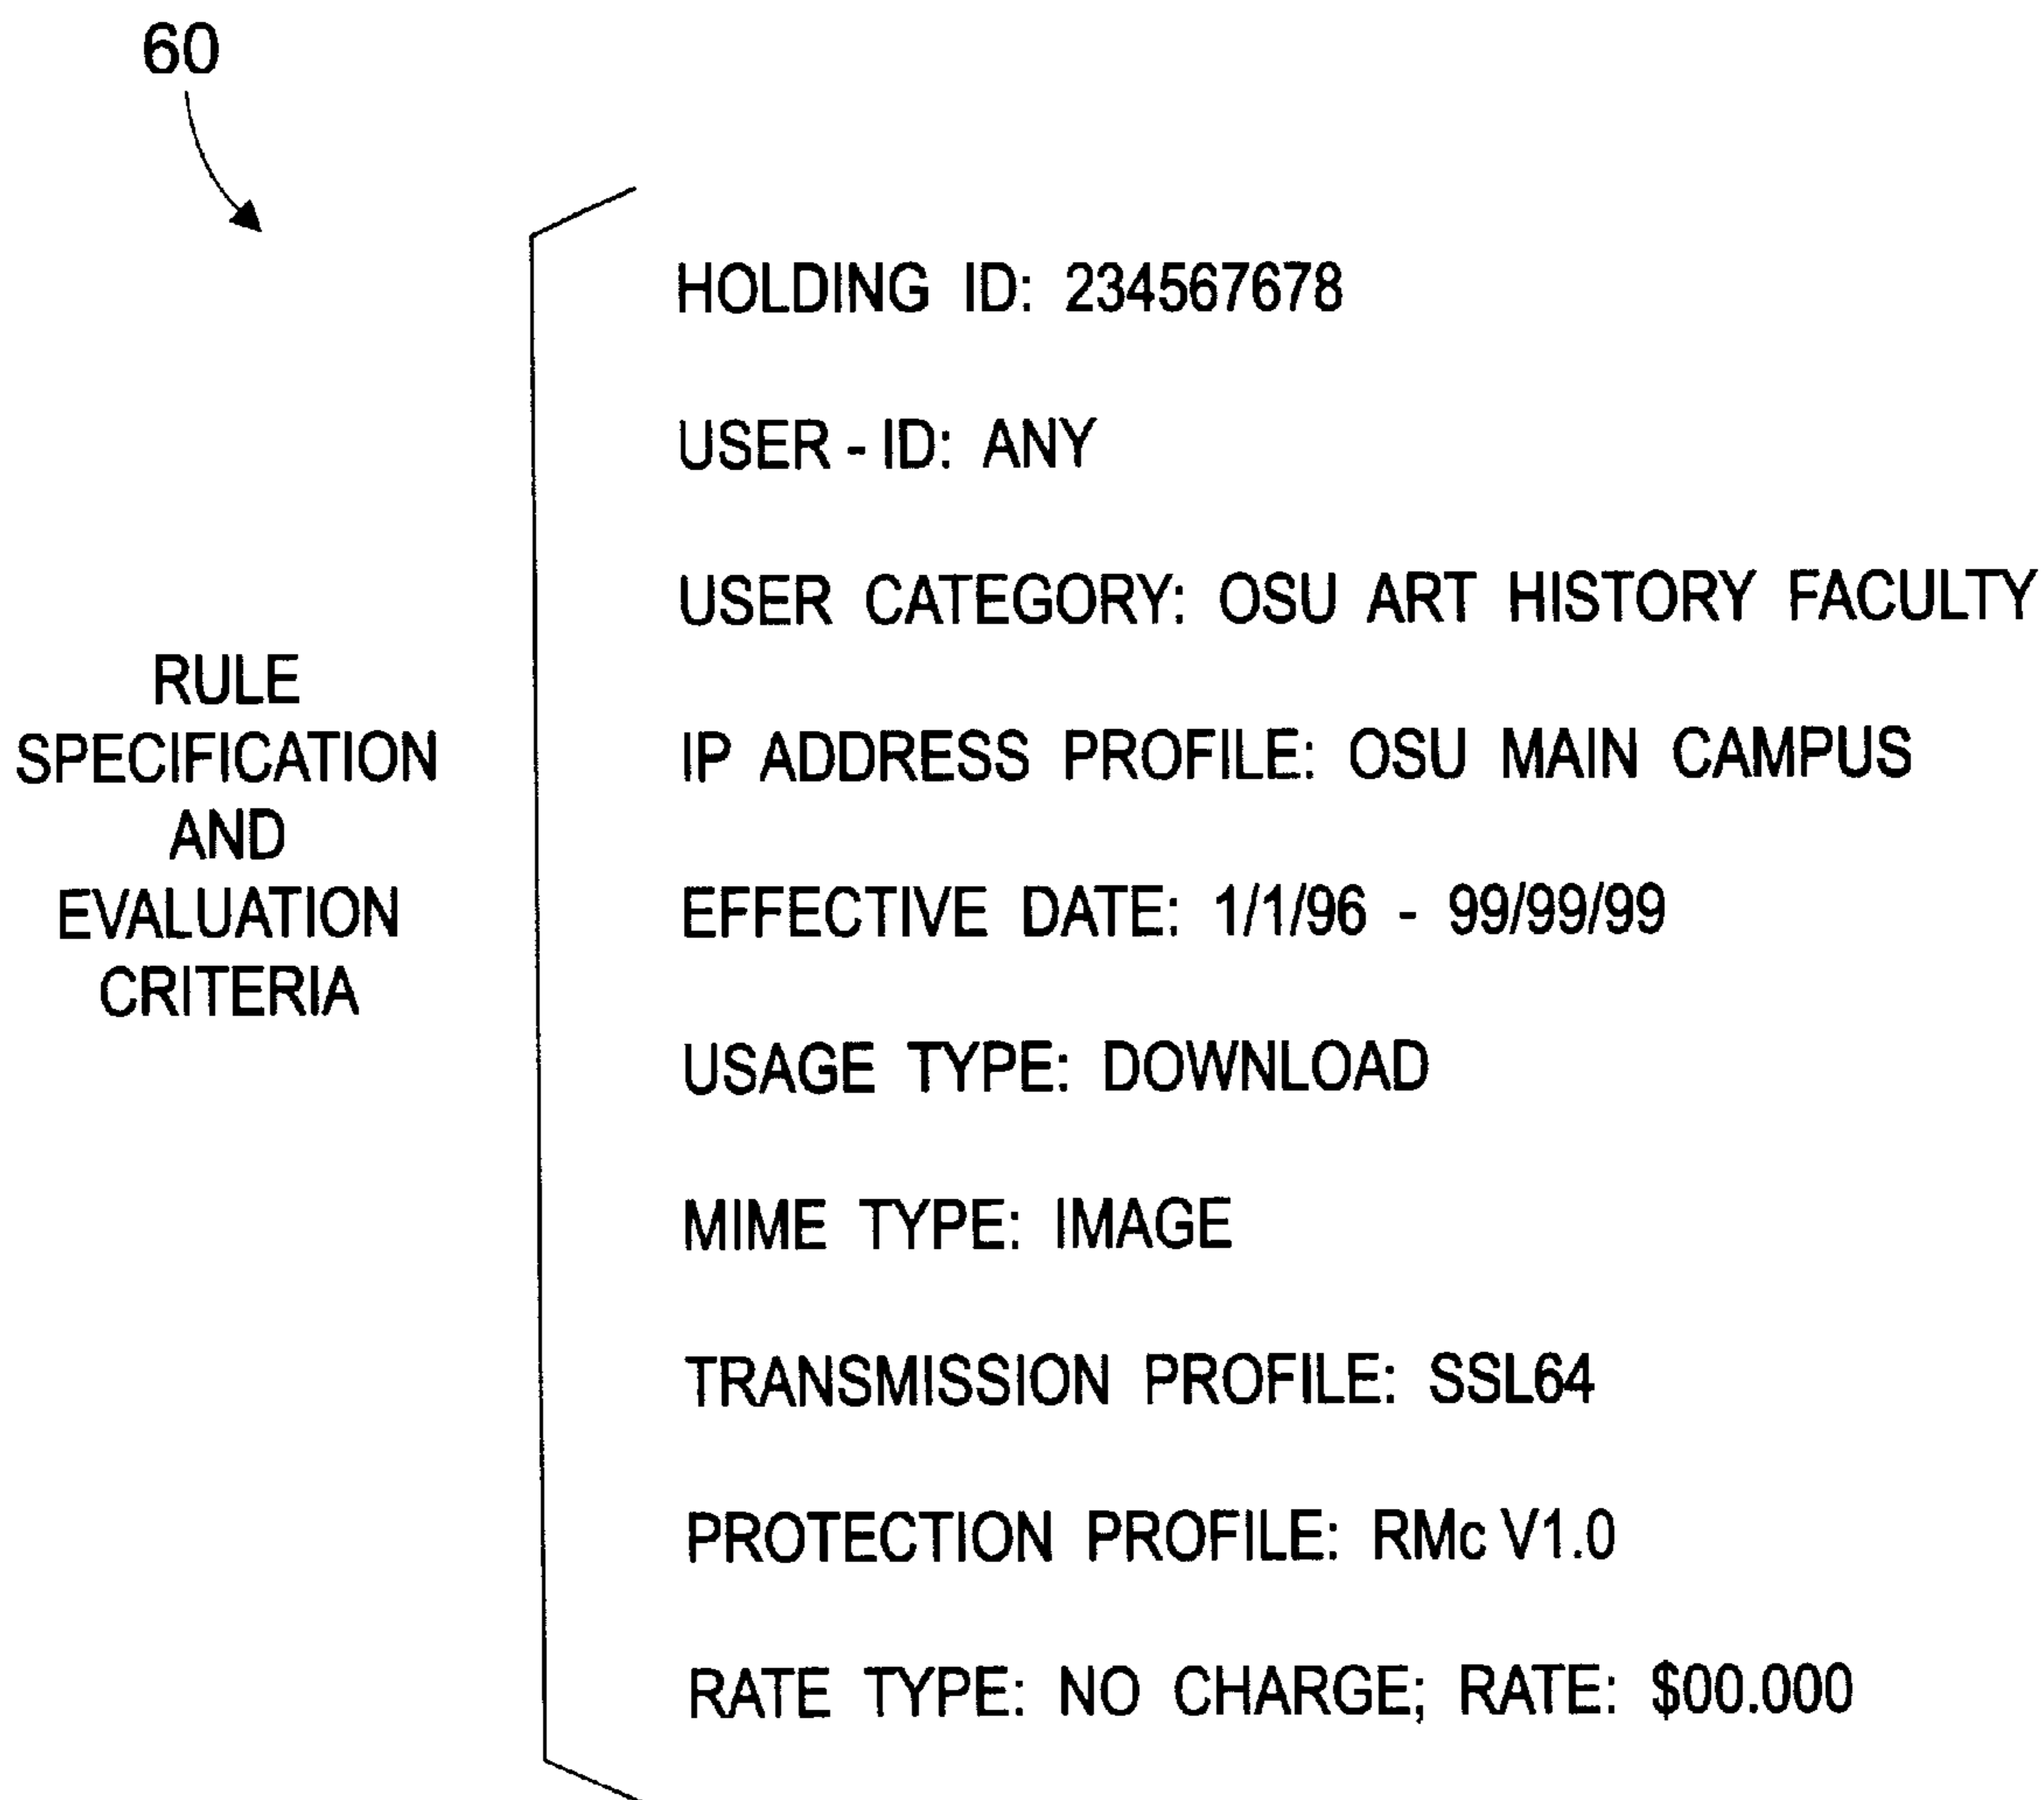 60
RULE
SPECIFICATION
AND
EVALUATION
CRITERIA
HOLDING ID: 234567678
USER - ID: ANY
USER CATEGORY: OSU ART HISTORY FACULTY
IP ADDRESS PROFILE: OSU MAIN CAMPUS
EFFECTIVE DATE: 1/1/96 - 99/99/99
USAGE TYPE: DOWNLOAD
MIME TYPE: IMAGE
TRANSMISSION PROFILE: SSL64
PROTECTION PROFILE: RMc V1.0
RATE TYPE: NO CHARGE; RATE: $00.000